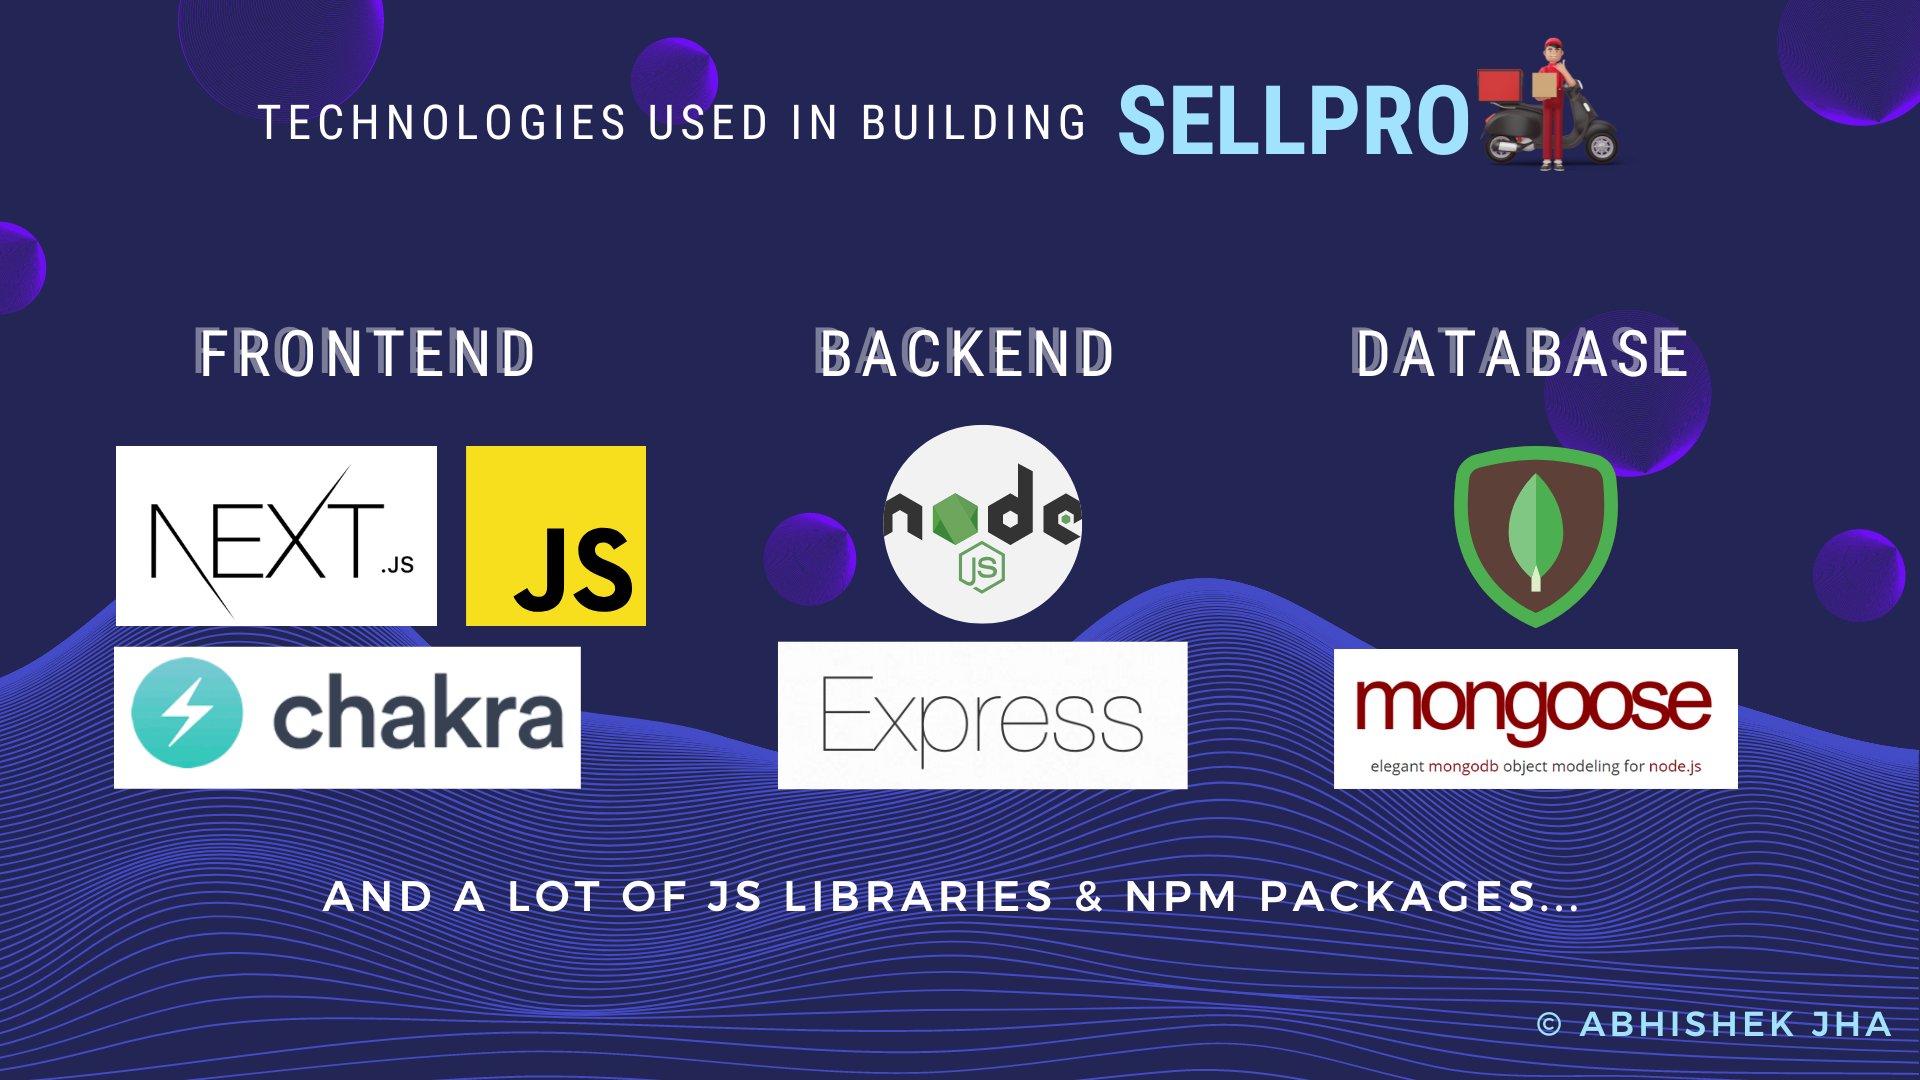 TECHNOLOGIES USED IN BUILDING SELLPRO
FRONTEND
BACKEND
DATABASE
NEXT.JS
JS
node
JS
chakra
Express
mongoose
elegant mongodb object modeling for node.js
AND A LOT OF JS LIBRARIES & NPM PACKAGES...
© ABHISHEK JHA